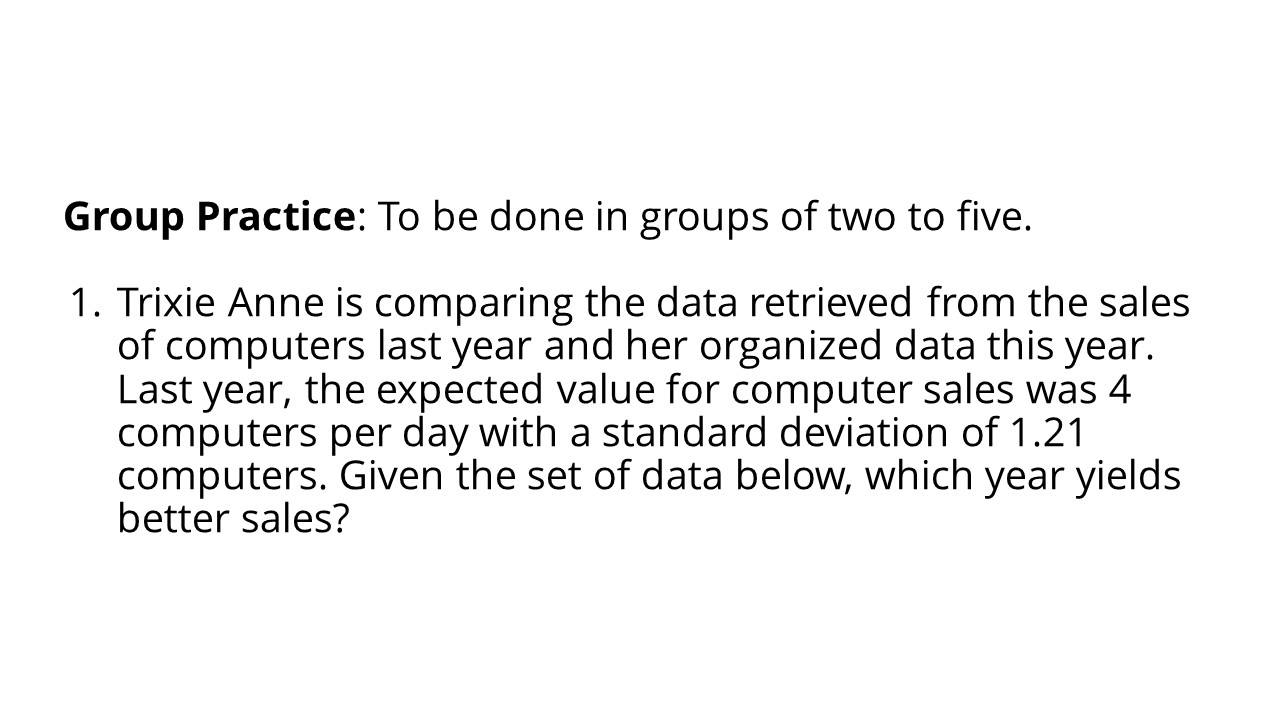 Group Practice: To be done in groups of two to five.
1. Trixie Anne is comparing the data retrieved from the sales
of computers last year and her organized data this year.
Last year, the expected value for computer sales was 4
computers per day with a standard deviation of 1.21
computers. Given the set of data below, which year yields
better sales?